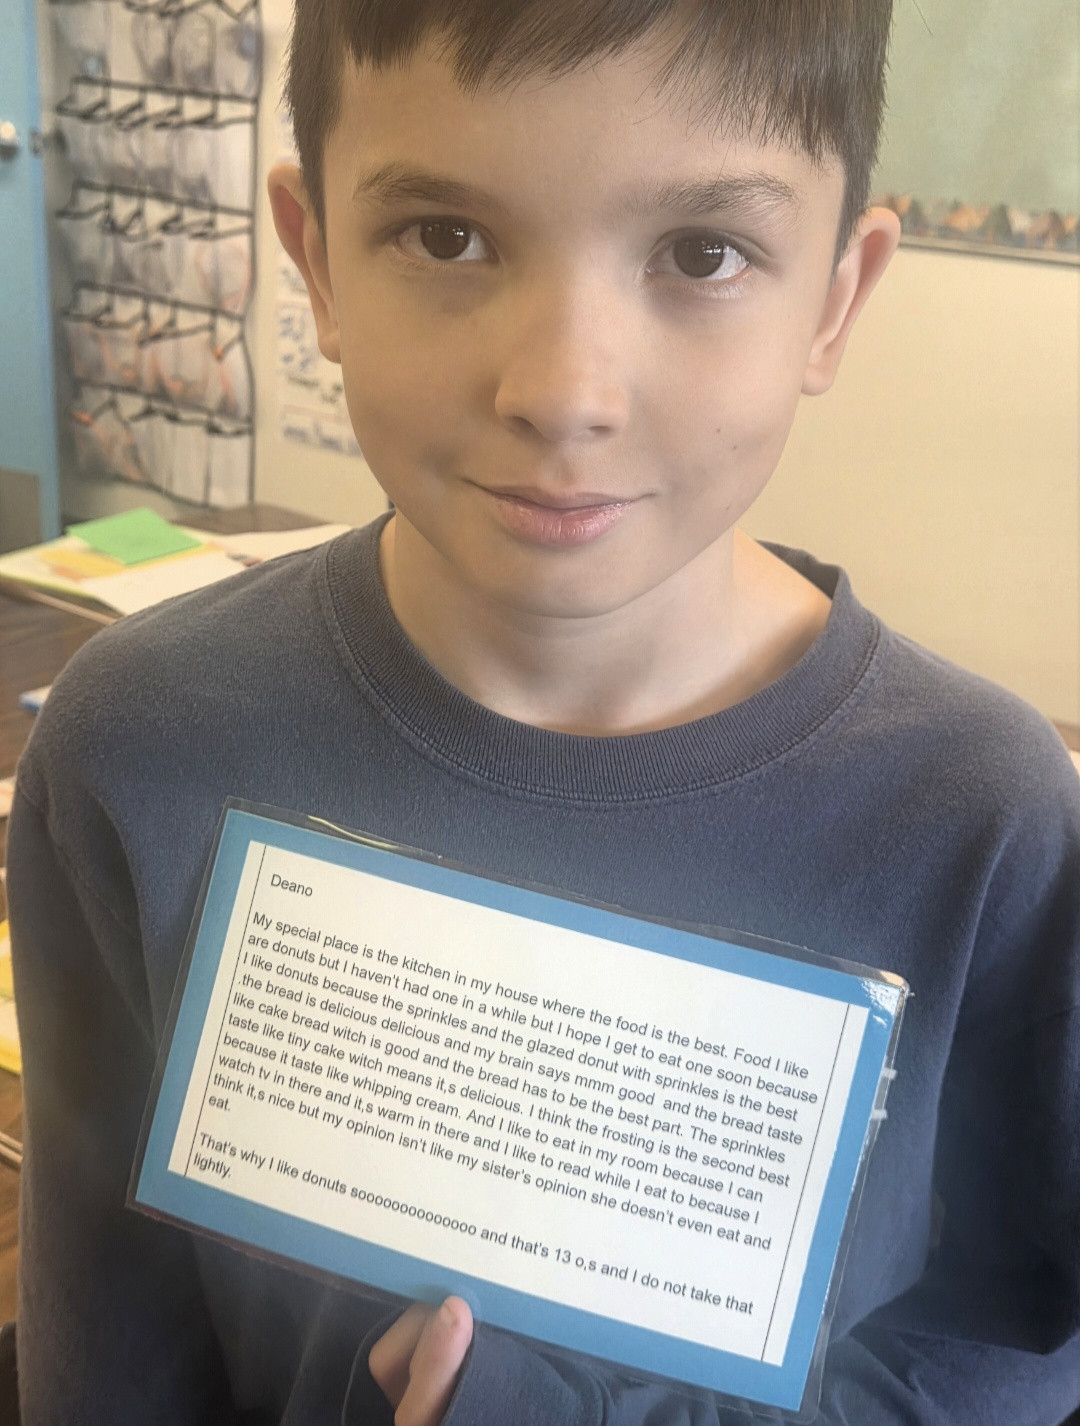 Deano
My special place is the kitchen in my house where the food is the best. Food I like
are donuts but I haven't had one in a while but I hope I get to eat one soon because
I like donuts because the sprinkles and the glazed donut with sprinkles is the best
.the bread is delicious delicious and my brain says mmm good and the bread taste
like cake bread witch is good and the bread has to be the best part. The sprinkles
taste like tiny cake witch means it,s delicious. I think the frosting is the second best
because it taste like whipping cream. And I like to eat in my room because I can
watch tv in there and it,s warm in there and I like to read while I eat to because I
think it,s nice but my opinion isn't like my sister's opinion she doesn't even eat and
eat.
That's why I like donuts sooooooooooooo and that's 13 o,s and I do not take that
lightly.